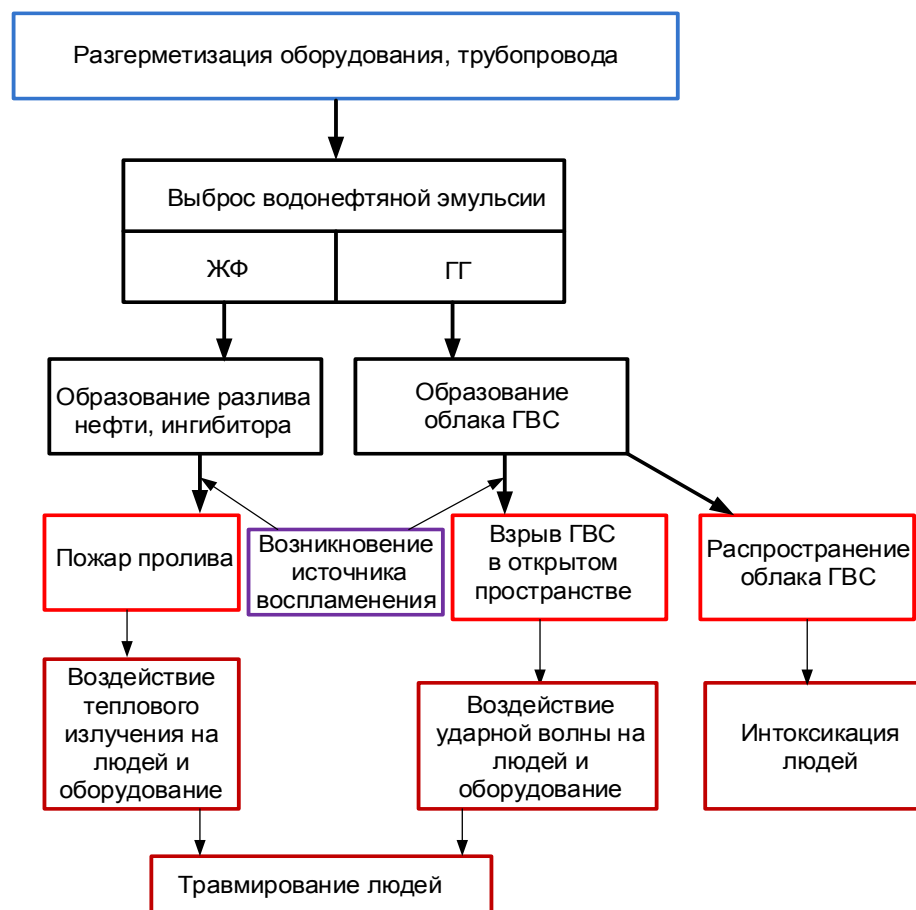 Разгерметизация оборудования, трубопровода
Выброс водонефтяной эмульсии
ЖФ
ГГ
Образование разлива
нефти, ингибитора
Образование
облака ГВС
Пожар пролива
Возникновение
источника
воспламенения
Взрыв ГВС
в открытом
пространстве
Распространение
облака ГВС
Воздействие
теплового
излучения на
людей и
оборудование
Воздействие
ударной волны на
людей и
оборудование
Интоксикация
людей
Травмирование людей